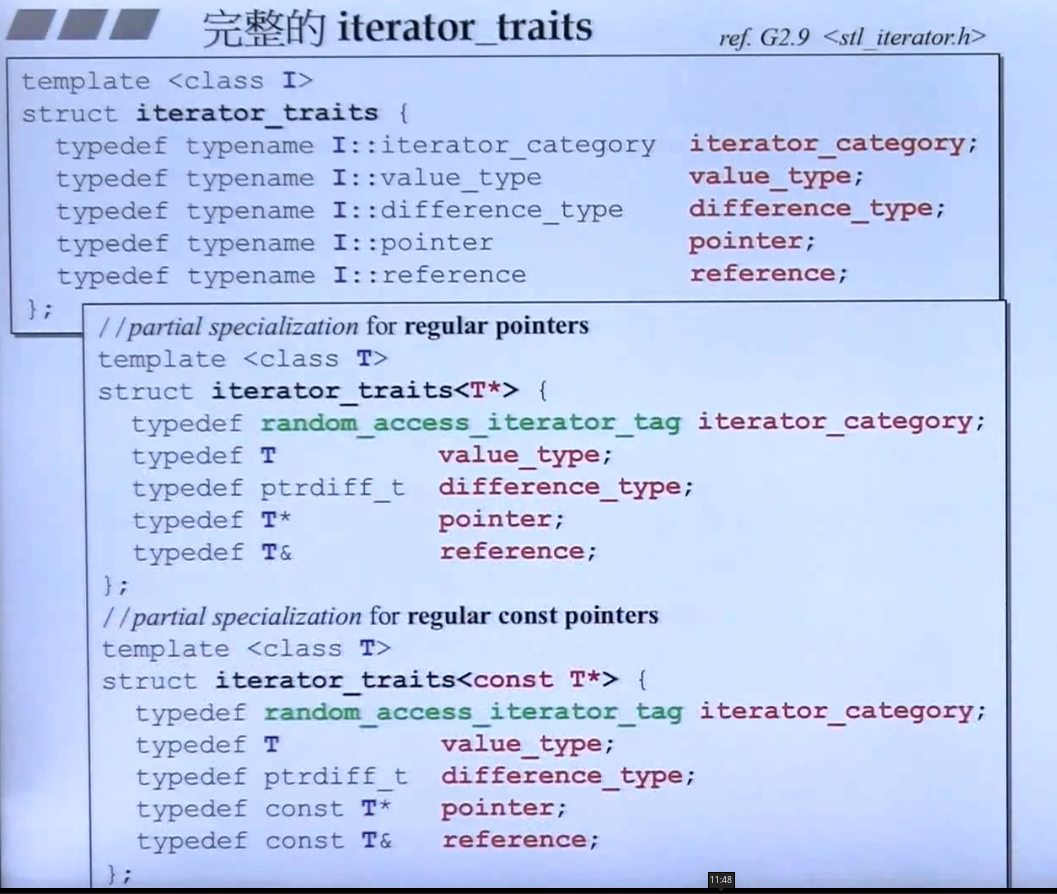 完整的 iterator_traits
ref. G2.9 <stl_iterator.h>
template <class I>
struct iterator_traits {
typedef typename I::iterator_category iterator_category;
typedef typename I::value_type value_type;
typedef typename I::difference_type difference_type;
typedef typename I::pointer pointer;
typedef typename I::reference reference;
};
//partial specialization for regular pointers
template <class T>
struct iterator_traits<T*> {
typedef random_access_iterator_tag iterator_category;
typedef T value_type;
typedef ptrdiff_t difference_type;
typedef T* pointer;
typedef T& reference;
};
//partial specialization for regular const pointers
template <class T>
struct iterator_traits<const T*> {
typedef random_access_iterator_tag iterator_category;
typedef T value_type;
typedef ptrdiff_t difference_type;
typedef const T* pointer;
typedef const T& reference;
};
11:48